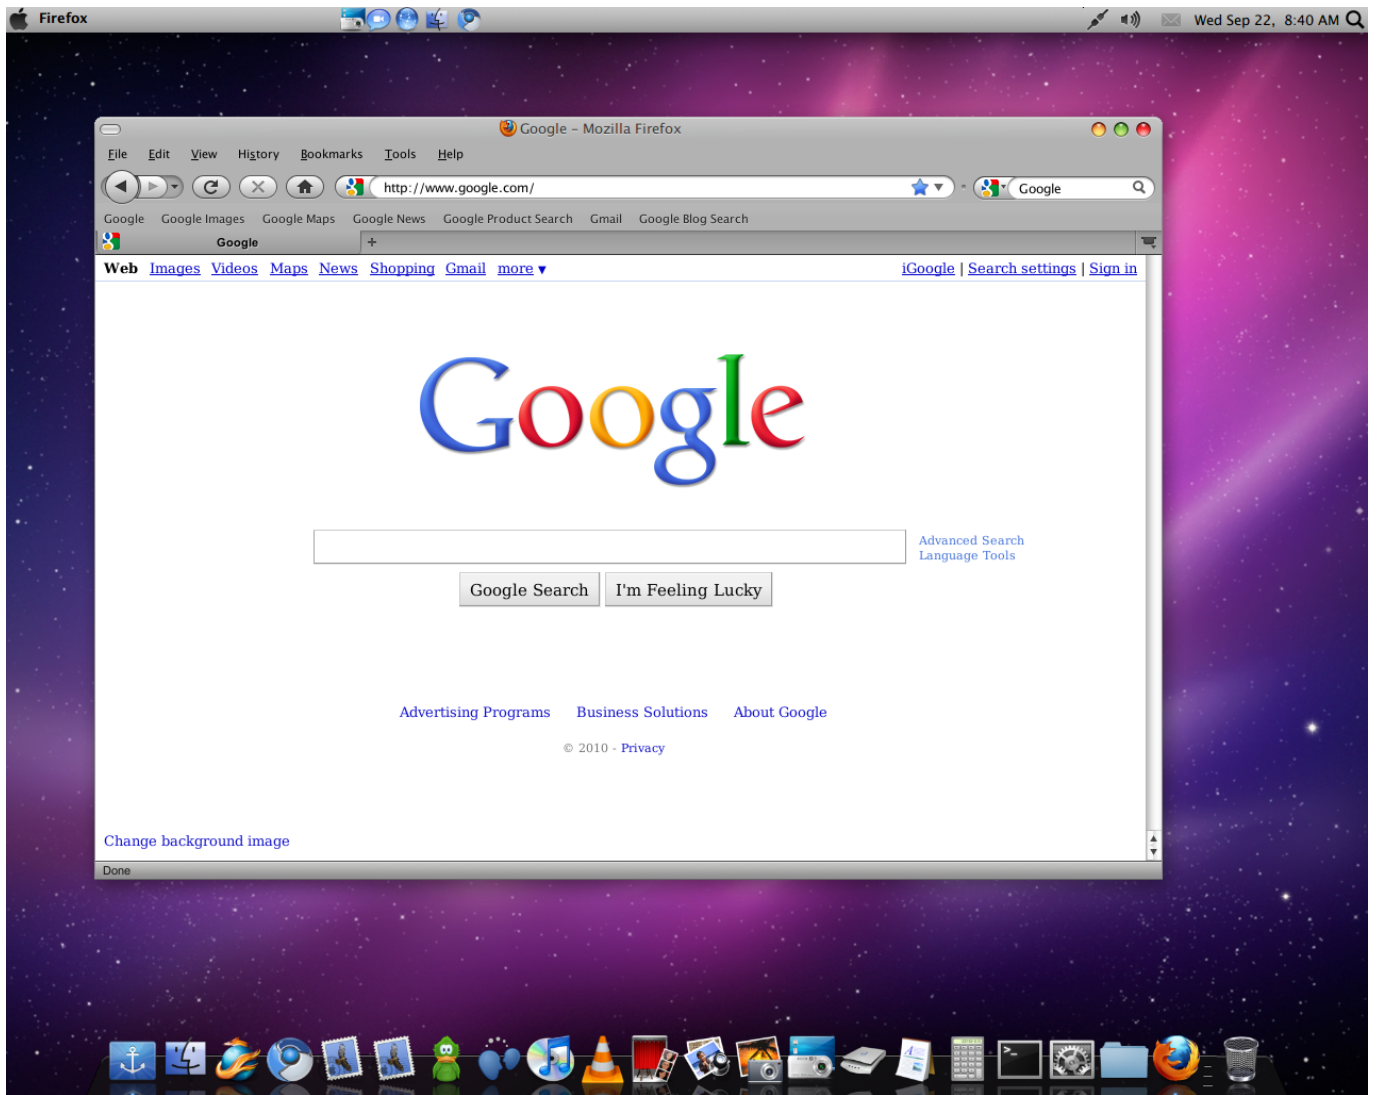 Firefox
Wed Sep 22, 8:40 AM
Google – Mozilla Firefox
File Edit View History Bookmarks Tools Help
http://www.google.com/ Google
Google Google Images Google Maps Google News Google Product Search Gmail Google Blog Search
Google +
Web Images Videos Maps News Shopping Gmail more ▼ iGoogle | Search settings | Sign in
Google
Advanced Search
Language Tools
Google Search I'm Feeling Lucky
Advertising Programs Business Solutions About Google
© 2010 - Privacy
Change background image
Done